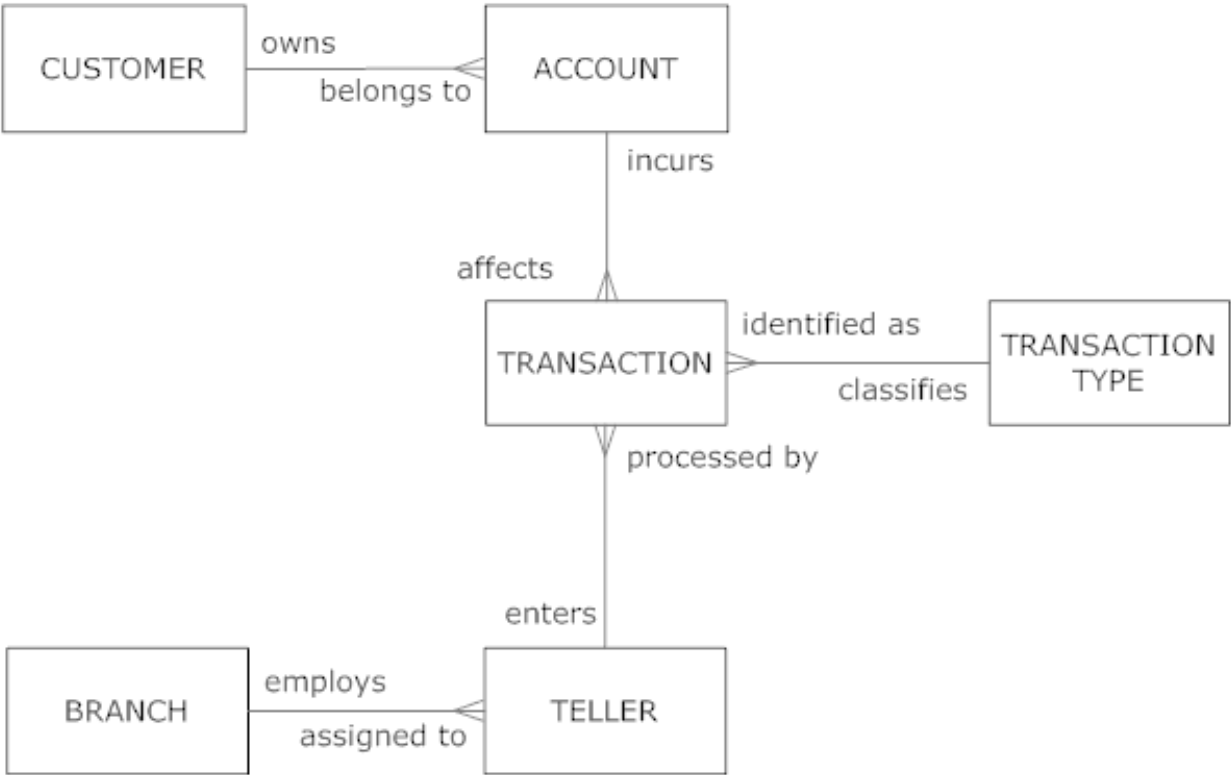 CUSTOMER
owns
belongs to
ACCOUNT
incurs
affects
TRANSACTION
identified as
classifies
TRANSACTION
TYPE
processed by
enters
BRANCH
employs
assigned to
TELLER